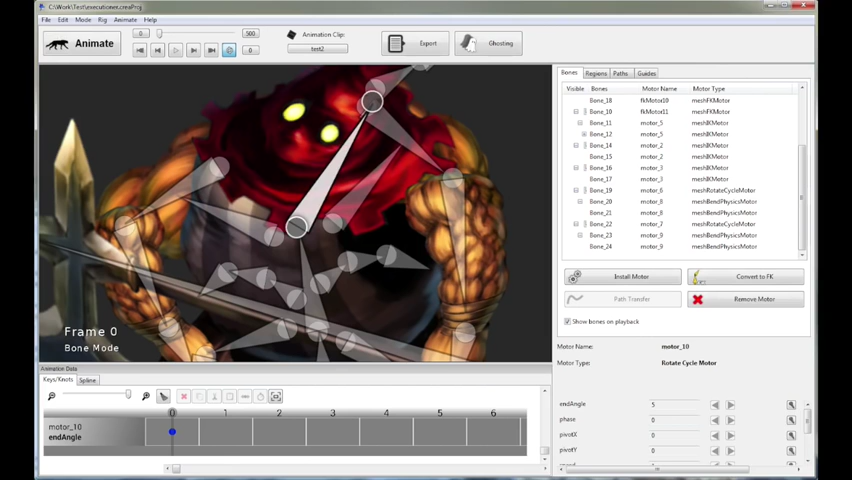 C:\Work\Test\executioner.creaProj
File Edit Mode Rig Animate Help
Animate
0 500
0
Animation Clip:
test2
Export
Ghosting
Bones Regions Paths Guides
Visible Bones Motor Name Motor Type
Bone_18 fkMotor10 meshFKMotor
Bone_10 fkMotor11 meshFKMotor
Bone_11 motor_5 meshIKMotor
Bone_12 motor_5 meshIKMotor
Bone_14 motor_2 meshIKMotor
Bone_15 motor_2 meshIKMotor
Bone_16 motor_3 meshIKMotor
Bone_17 motor_3 meshIKMotor
Bone_19 motor_6 meshRotateCycleMotor
Bone_20 motor_8 meshBendPhysicsMotor
Bone_21 motor_8 meshBendPhysicsMotor
Bone_22 motor_7 meshRotateCycleMotor
Bone_23 motor_9 meshBendPhysicsMotor
Bone_24 motor_9 meshBendPhysicsMotor
Install Motor Convert to FK
Path Transfer Remove Motor
Show bones on playback
Motor Name: motor_10
Motor Type: Rotate Cycle Motor
endAngle 5
phase 0
pivotX 0
pivotY 0
Frame 0
Bone Mode
Animation Data
Keys/Knots Spline
0 1 2 3 4 5 6
motor_10
endAngle